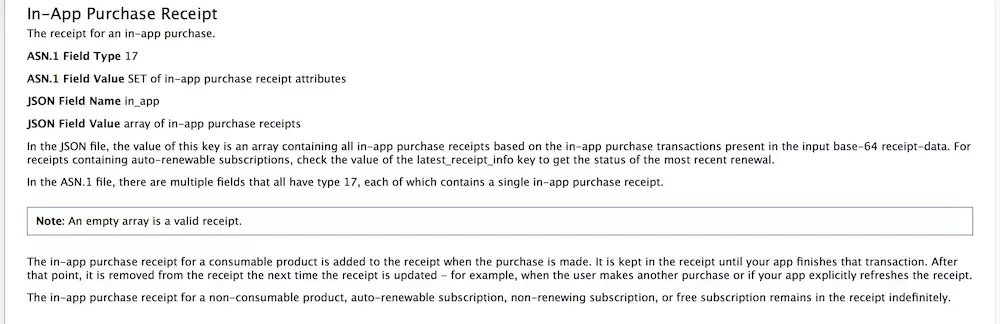 In-App Purchase Receipt
The receipt for an in-app purchase.
ASN.1 Field Type 17
ASN.1 Field Value SET of in-app purchase receipt attributes
JSON Field Name in_app
JSON Field Value array of in-app purchase receipts
In the JSON file, the value of this key is an array containing all in-app purchase receipts based on the in-app purchase transactions present in the input base-64 receipt-data. For
receipts containing auto-renewable subscriptions, check the value of the latest_receipt_info key to get the status of the most recent renewal.
In the ASN.1 file, there are multiple fields that all have type 17, each of which contains a single in-app purchase receipt.
Note: An empty array is a valid receipt.
The in-app purchase receipt for a consumable product is added to the receipt when the purchase is made. It is kept in the receipt until your app finishes that transaction. After
that point, it is removed from the receipt the next time the receipt is updated - for example, when the user makes another purchase or if your app explicitly refreshes the receipt.
The in-app purchase receipt for a non-consumable product, auto-renewable subscription, non-renewing subscription, or free subscription remains in the receipt indefinitely.